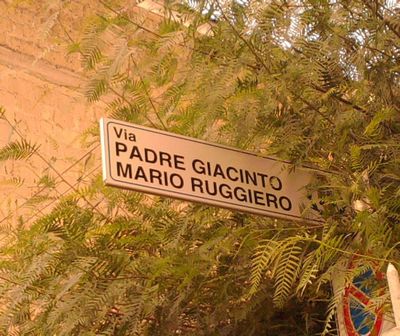 Via
PADRE GIACINTO
MARIO RUGGIERO